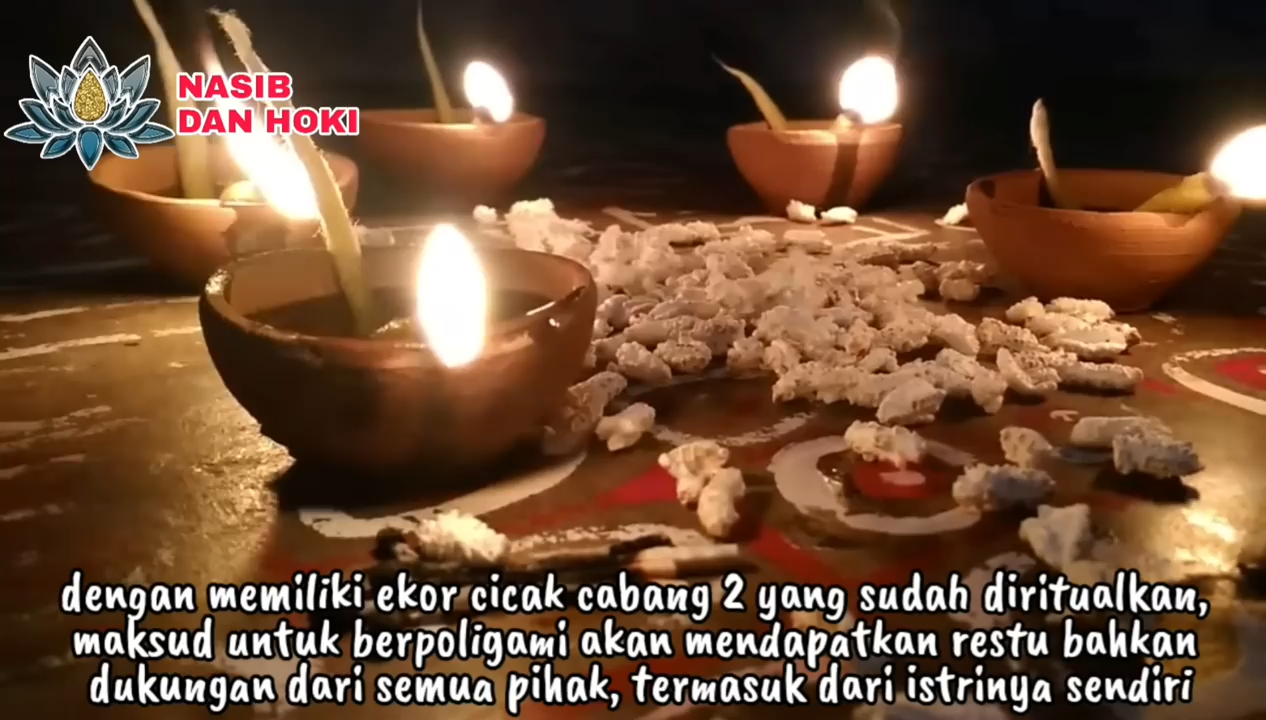 NASIB
DAN HOKI
dengan memiliki ekor cicak cabang 2 yang sudah diritualkan,
maksud untuk berpoligami akan mendapatkan restu bahkan
dukungan dari semua pihak, termasuk dari istrinya sendiri